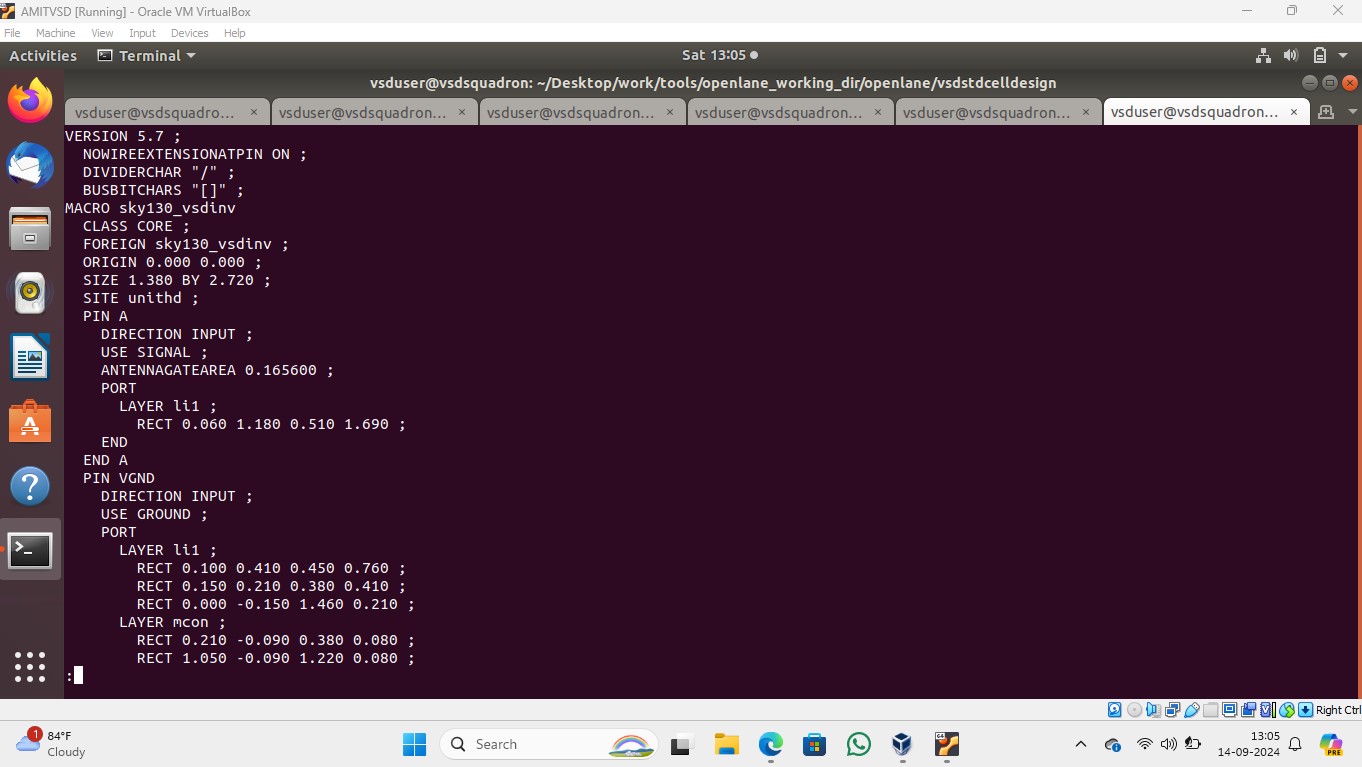 AMITVSD [Running] - Oracle VM VirtualBox
File Machine View Input Devices Help
Activities Terminal Sat 13:05
vsduser@vsdsquadron: ~/Desktop/work/tools/openlane_working_dir/openlane/vsdstdcelldesign
vsduser@vsdsquadro... × vsduser@vsdsquadron... × vsduser@vsdsquadron... × vsduser@vsdsquadron... × vsduser@vsdsquadron... × vsduser@vsdsquadron... ×
VERSION 5.7 ;
  NOWIREEXTENSIONATPIN ON ;
  DIVIDERCHAR "/" ;
  BUSBITCHARS "[]" ;
MACRO sky130_vsdinv
  CLASS CORE ;
  FOREIGN sky130_vsdinv ;
  ORIGIN 0.000 0.000 ;
  SIZE 1.380 BY 2.720 ;
  SITE unithd ;
  PIN A
    DIRECTION INPUT ;
    USE SIGNAL ;
    ANTENNAGATEAREA 0.165600 ;
    PORT
      LAYER li1 ;
        RECT 0.060 1.180 0.510 1.690 ;
    END
  END A
  PIN VGND
    DIRECTION INPUT ;
    USE GROUND ;
    PORT
      LAYER li1 ;
        RECT 0.100 0.410 0.450 0.760 ;
        RECT 0.150 0.210 0.380 0.410 ;
        RECT 0.000 -0.150 1.460 0.210 ;
      LAYER mcon ;
        RECT 0.210 -0.090 0.380 0.080 ;
        RECT 1.050 -0.090 1.220 0.080 ;
:
Right Ctrl
1
84°F
Cloudy
Search
13:05
14-09-2024
PRE